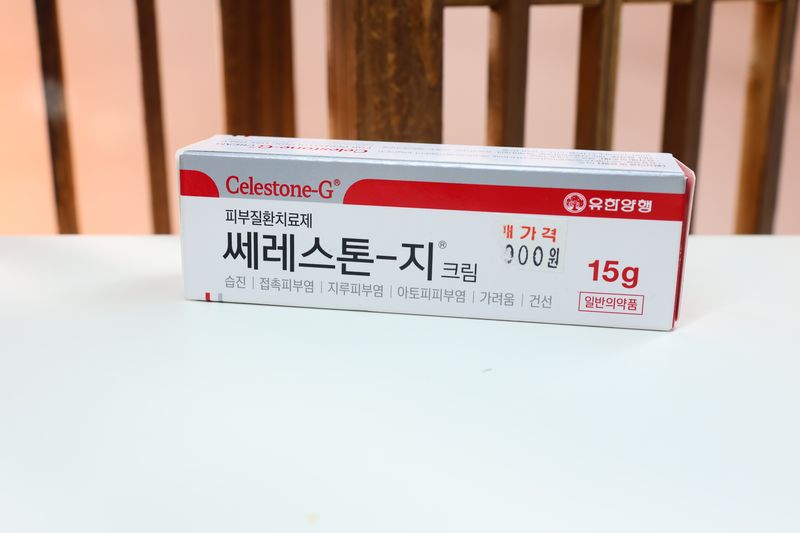 Celestone-G®
유한양행
피부질환치료제
쎄레스톤-지® 크림
습진 | 접촉피부염 | 지루피부염 | 아토피피부염 | 가려움 | 건선
가격
000원
15g
일반의약품